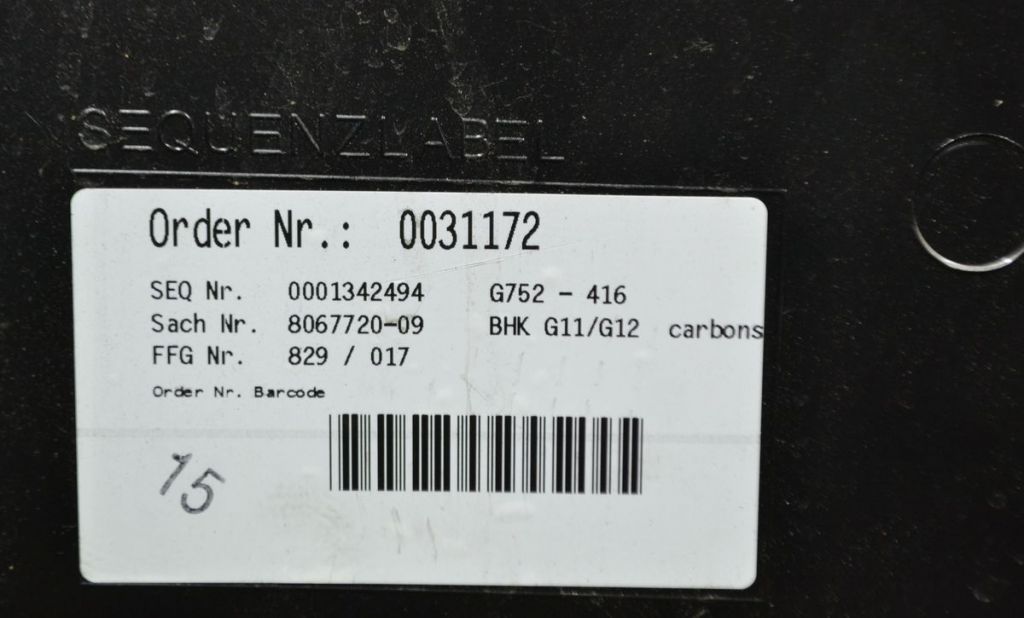 SEQUENZLABEL
Order Nr.: 0031172
SEQ Nr. 0001342494 G752 - 416
Sach Nr. 8067720-09 BHK G11/G12 carbons
FFG Nr. 829 / 017
Order Nr. Barcode
15